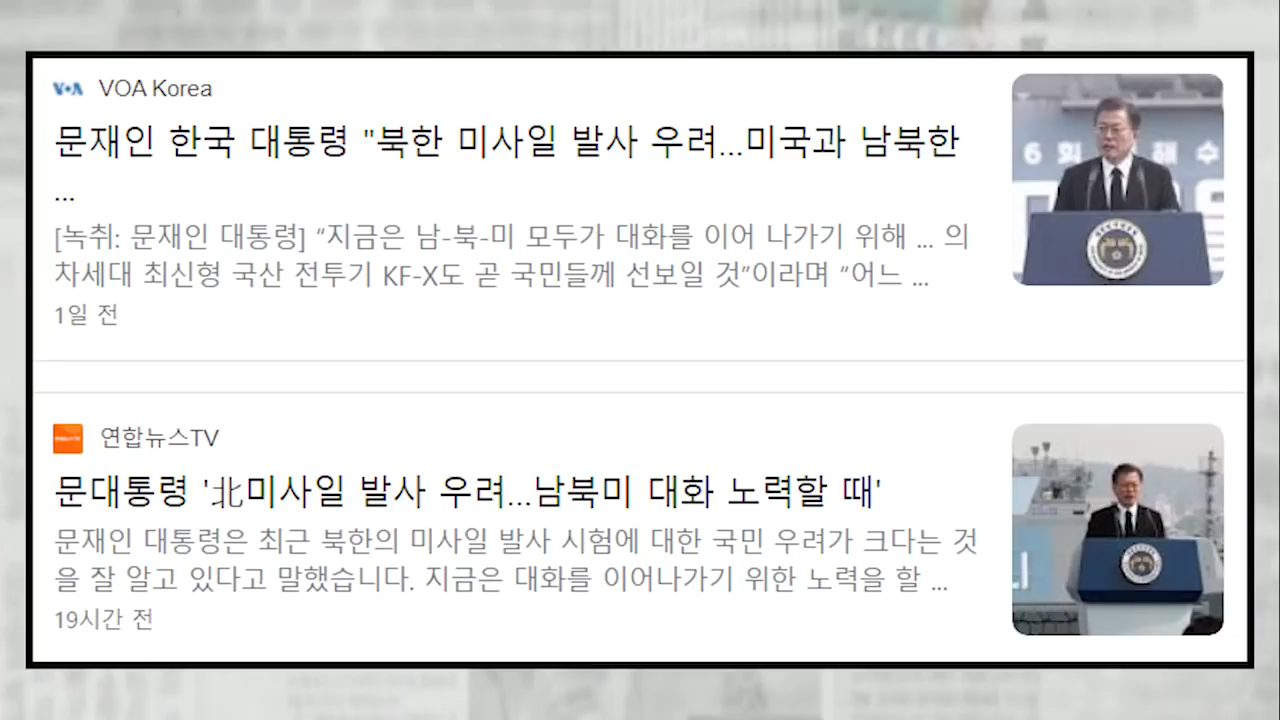 VOA Korea
문재인 한국 대통령 "북한 미사일 발사 우려...미국과 남북한
...
[녹취: 문재인 대통령] “지금은 남-북-미 모두가 대화를 이어 나가기 위해 ... 의
차세대 최신형 국산 전투기 KF-X도 곧 국민들께 선보일 것”이라며 “어느 ...
1일 전
6 회 해 수
연합뉴스TV
문대통령 '北미사일 발사 우려...남북미 대화 노력할 때'
문재인 대통령은 최근 북한의 미사일 발사 시험에 대한 국민 우려가 크다는 것
을 잘 알고 있다고 말했습니다. 지금은 대화를 이어나가기 위한 노력을 할 ...
19시간 전